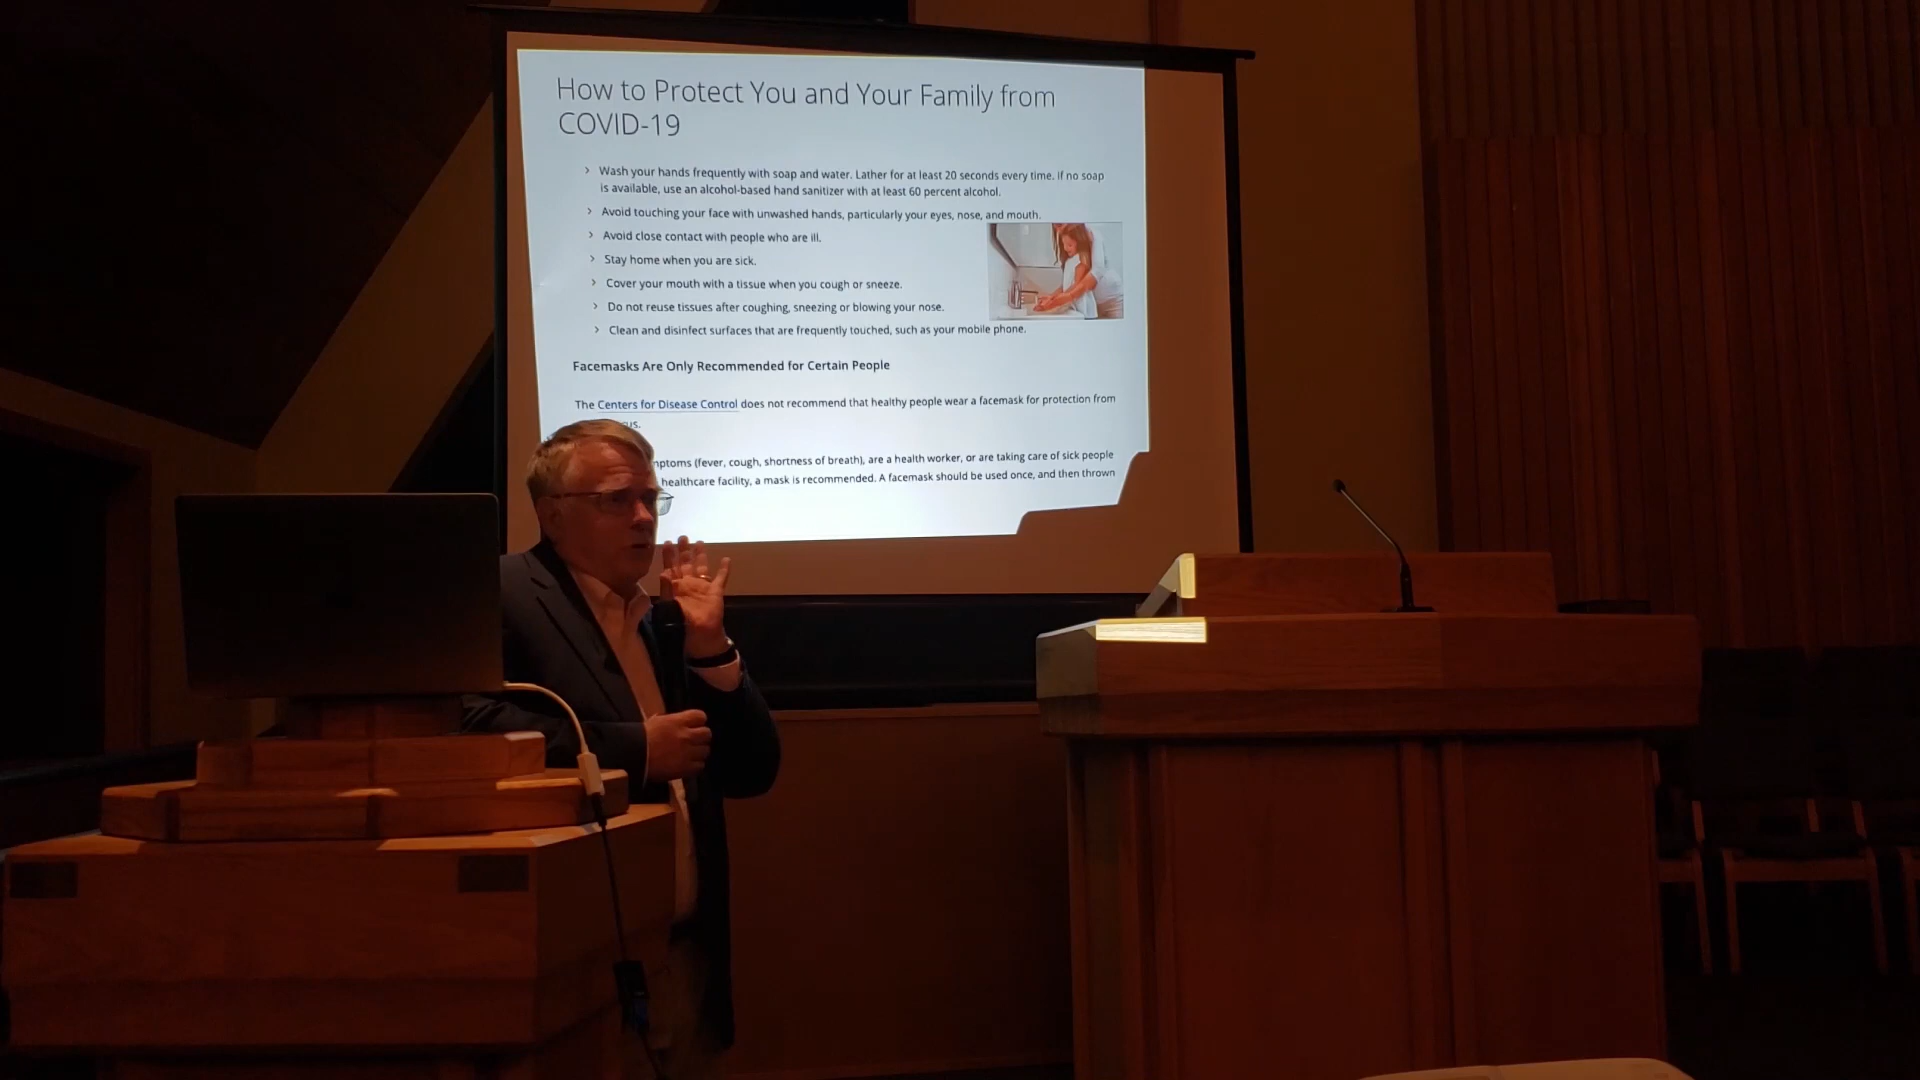 How to Protect You and Your Family from
COVID-19
Wash your hands frequently with soap and water. Lather for at least 20 seconds every time. If no soap
is available, use an alcohol-based hand sanitizer with at least 60 percent alcohol.
Avoid touching your face with unwashed hands, particularly your eyes, nose, and mouth.
Avoid close contact with people who are ill.
Stay home when you are sick.
Cover your mouth with a tissue when you cough or sneeze.
Do not reuse tissues after coughing, sneezing or blowing your nose.
Clean and disinfect surfaces that are frequently touched, such as your mobile phone.
Facemasks Are Only Recommended for Certain People
The Centers for Disease Control does not recommend that healthy people wear a facemask for protection from
(fever, cough, shortness of breath), are a health worker, or are taking care of sick people
healthcare facility, a mask is recommended. A facemask should be used once, and then thrown